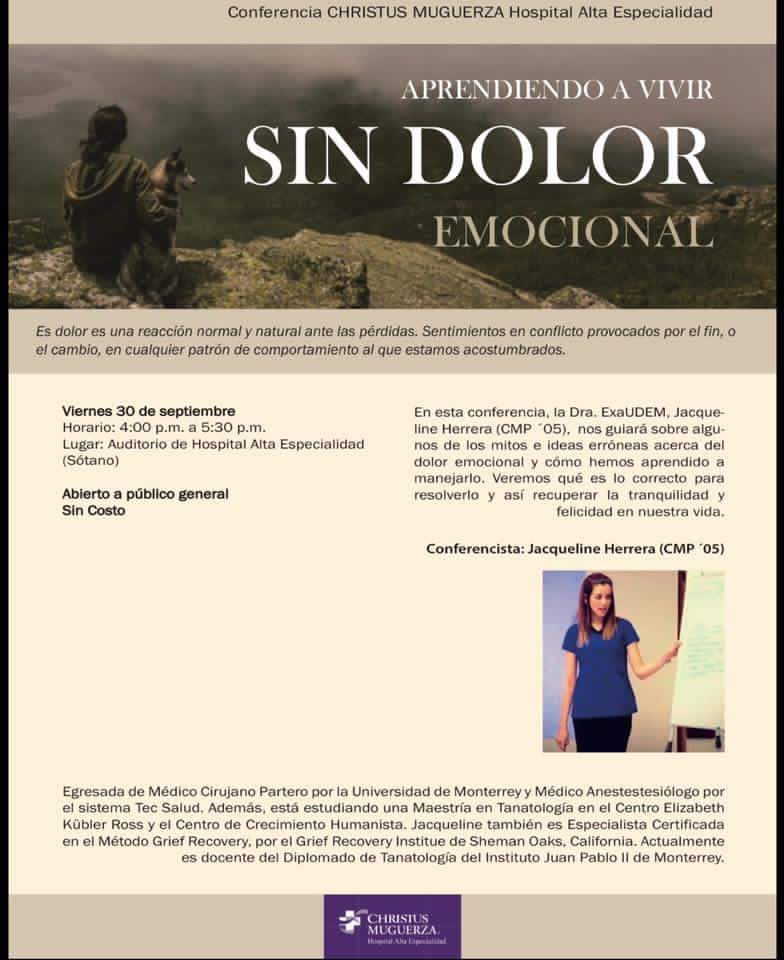 Conferencia CHRISTUS MUGUERZA Hospital Alta Especialidad
APRENDIENDO A VIVIR
SIN DOLOR
EMOCIONAL
Es dolor es una reacción normal y natural ante las pérdidas. Sentimientos en conflicto provocados por el fin, o
el cambio, en cualquier patrón de comportamiento al que estamos acostumbrados.
Viernes 30 de septiembre
Horario: 4:00 p.m. a 5:30 p.m.
Lugar: Auditorio de Hospital Alta Especialidad
(Sótano)
Abierto a público general
Sin Costo
En esta conferencia, la Dra. ExaUDEM, Jacque-
line Herrera (CMP ´05), nos guiará sobre algu-
nos de los mitos e ideas erróneas acerca del
dolor emocional y cómo hemos aprendido a
manejarlo. Veremos qué es lo correcto para
resolverlo y así recuperar la tranquilidad y
felicidad en nuestra vida.
Conferencista: Jacqueline Herrera (CMP ´05)
Egresada de Médico Cirujano Partero por la Universidad de Monterrey y Médico Anestestesiólogo por
el sistema Tec Salud. Además, está estudiando una Maestría en Tanatología en el Centro Elizabeth
Kübler Ross y el Centro de Crecimiento Humanista. Jacqueline también es Especialista Certificada
en el Método Grief Recovery, por el Grief Recovery Institue de Sheman Oaks, California. Actualmente
es docente del Diplomado de Tanatología del Instituto Juan Pablo II de Monterrey.
CHRISTUS
MUGUERZA.
Hospital Alta Especialidad